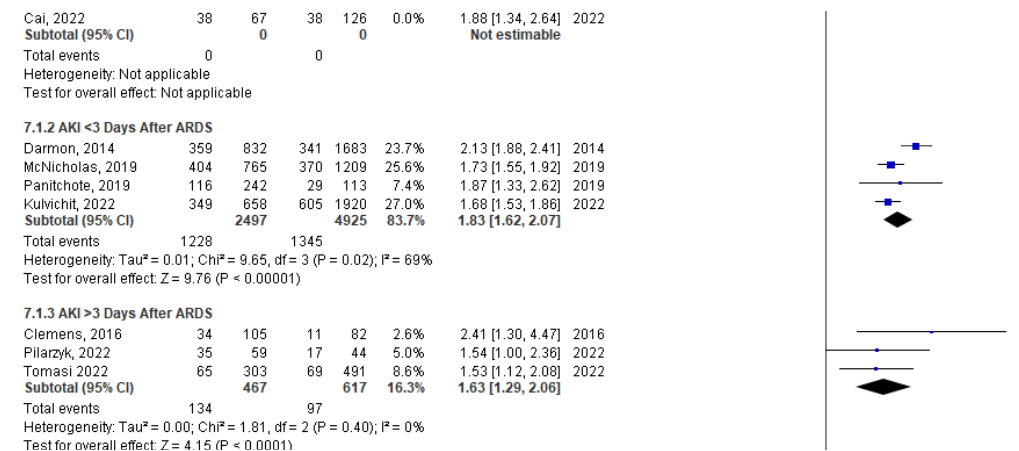 Cai, 2022 38 67 38 126 0.0% 1.88 [1.34, 2.64] 2022
Subtotal (95% CI) 0 0 Not estimable
Total events 0 0
Heterogeneity: Not applicable
Test for overall effect: Not applicable
7.1.2 AKI <3 Days After ARDS
Darmon, 2014 359 832 341 1683 23.7% 2.13 [1.88, 2.41] 2014
McNicholas, 2019 404 765 370 1209 25.6% 1.73 [1.55, 1.92] 2019
Panitchote, 2019 116 242 29 113 7.4% 1.87 [1.33, 2.62] 2019
Kulvichit, 2022 349 658 605 1920 27.0% 1.68 [1.53, 1.86] 2022
Subtotal (95% CI) 2497 4925 83.7% 1.83 [1.62, 2.07]
Total events 1228 1345
Heterogeneity: Tau² = 0.01; Chi² = 9.65, df = 3 (P = 0.02); I² = 69%
Test for overall effect: Z = 9.76 (P < 0.00001)
7.1.3 AKI >3 Days After ARDS
Clemens, 2016 34 105 11 82 2.6% 2.41 [1.30, 4.47] 2016
Pilarzyk, 2022 35 59 17 44 5.0% 1.54 [1.00, 2.36] 2022
Tomasi 2022 65 303 69 491 8.6% 1.53 [1.12, 2.08] 2022
Subtotal (95% CI) 467 617 16.3% 1.63 [1.29, 2.06]
Total events 134 97
Heterogeneity: Tau² = 0.00; Chi² = 1.81, df = 2 (P = 0.40); I² = 0%
Test for overall effect: Z = 4.15 (P < 0.0001)